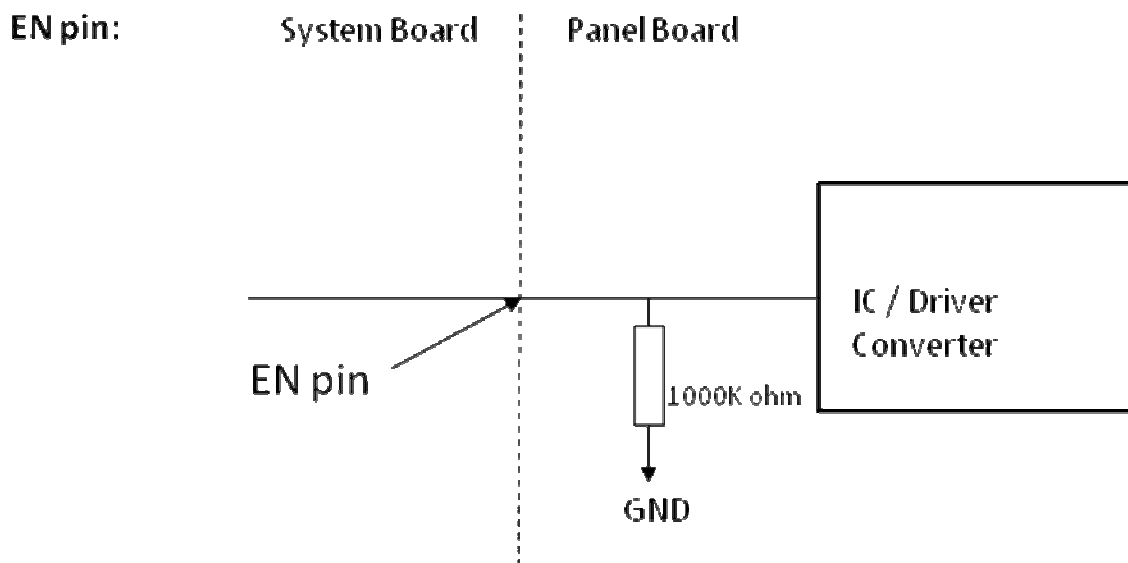 EN pin:
System Board
Panel Board
IC / Driver
Converter
EN pin
1000K ohm
GND